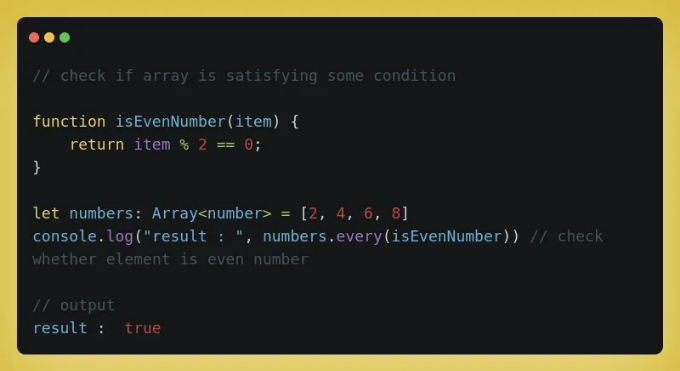 // check if array is satisfying some condition
function isEvenNumber(item) {
    return item % 2 == 0;
}
let numbers: Array<number> = [2, 4, 6, 8]
console.log("result : ", numbers.every(isEvenNumber)) // check
whether element is even number
// output
result :  true